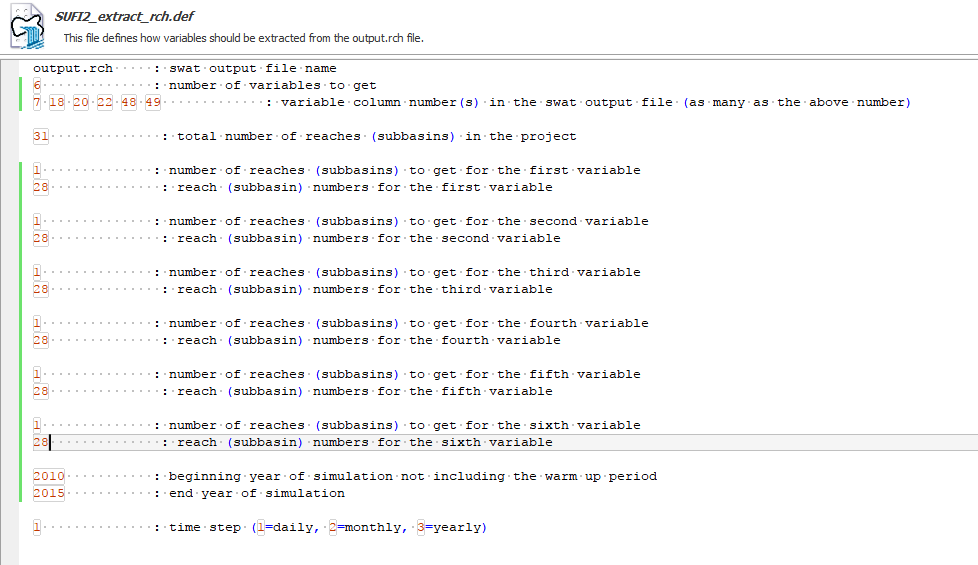 SUFI2_extract_rch.def
This file defines how variables should be extracted from the output.rch file.
output.rch : swat output file name
6 : number of variables to get
7 18 20 22 48 49 : variable column number(s) in the swat output file (as many as the above number)
31 : total number of reaches (subbasins) in the project
1 : number of reaches (subbasins) to get for the first variable
28 : reach (subbasin) numbers for the first variable
1 : number of reaches (subbasins) to get for the second variable
28 : reach (subbasin) numbers for the second variable
1 : number of reaches (subbasins) to get for the third variable
28 : reach (subbasin) numbers for the third variable
1 : number of reaches (subbasins) to get for the fourth variable
28 : reach (subbasin) numbers for the fourth variable
1 : number of reaches (subbasins) to get for the fifth variable
28 : reach (subbasin) numbers for the fifth variable
1 : number of reaches (subbasins) to get for the sixth variable
28 : reach (subbasin) numbers for the sixth variable
2010 : beginning year of simulation not including the warm up period
2015 : end year of simulation
1 : time step (1=daily, 2=monthly, 3=yearly)